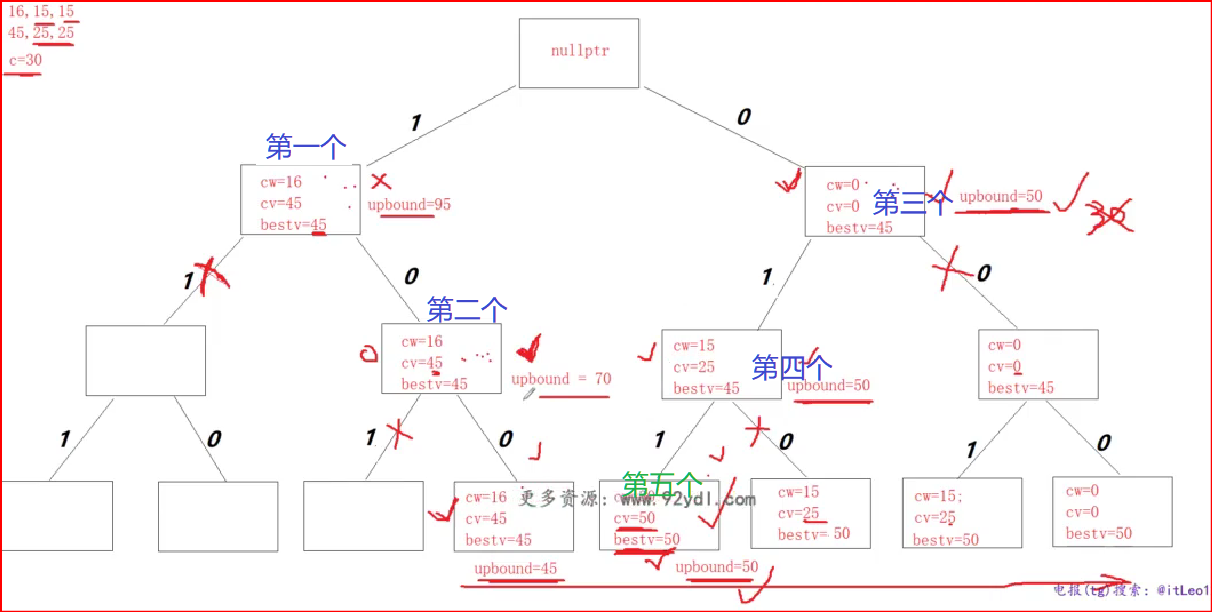 16,15,15
45,25,25
c=30
nullptr
1
0
第一个
cw=16
cv=45
bestv=45
upbound=95
cw=0
cv=0
bestv=45
第三个
upbound=50
30
1
0
1
0
第二个
cw=16
cv=45
bestv=45
upbound = 70
cw=15
cv=25
bestv=45
第四个
upbound=50
cw=0
cv=0
bestv=45
1
0
1
0
1
0
1
0
cw=16
cv=45
bestv=45
upbound=45
第五个
更多资源: www.92ydl.com
cv=50
bestv=50
upbound=50
cw=15
cv=25
bestv= 50
cw=15;
cv=25
bestv=50
cw=0
cv=0
bestv=50
电报(tg)搜索: @itLeo1